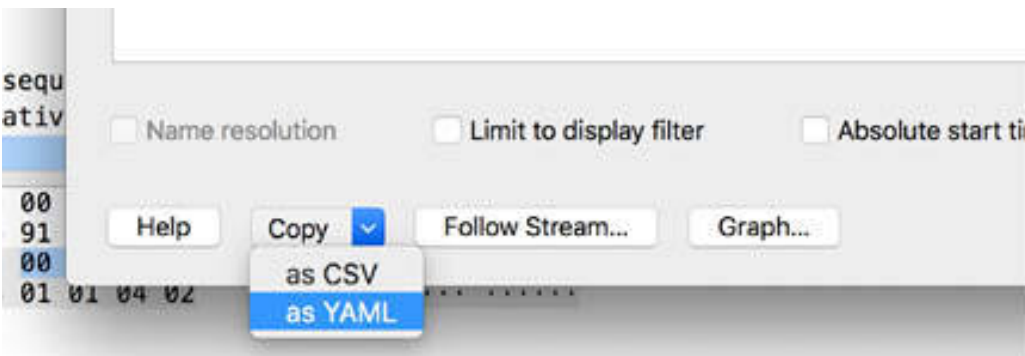 sequ
ativ
Name resolution Limit to display filter Absolute start ti
00
91
00
01 01 04 02
Help Copy Follow Stream... Graph...
as CSV
as YAML